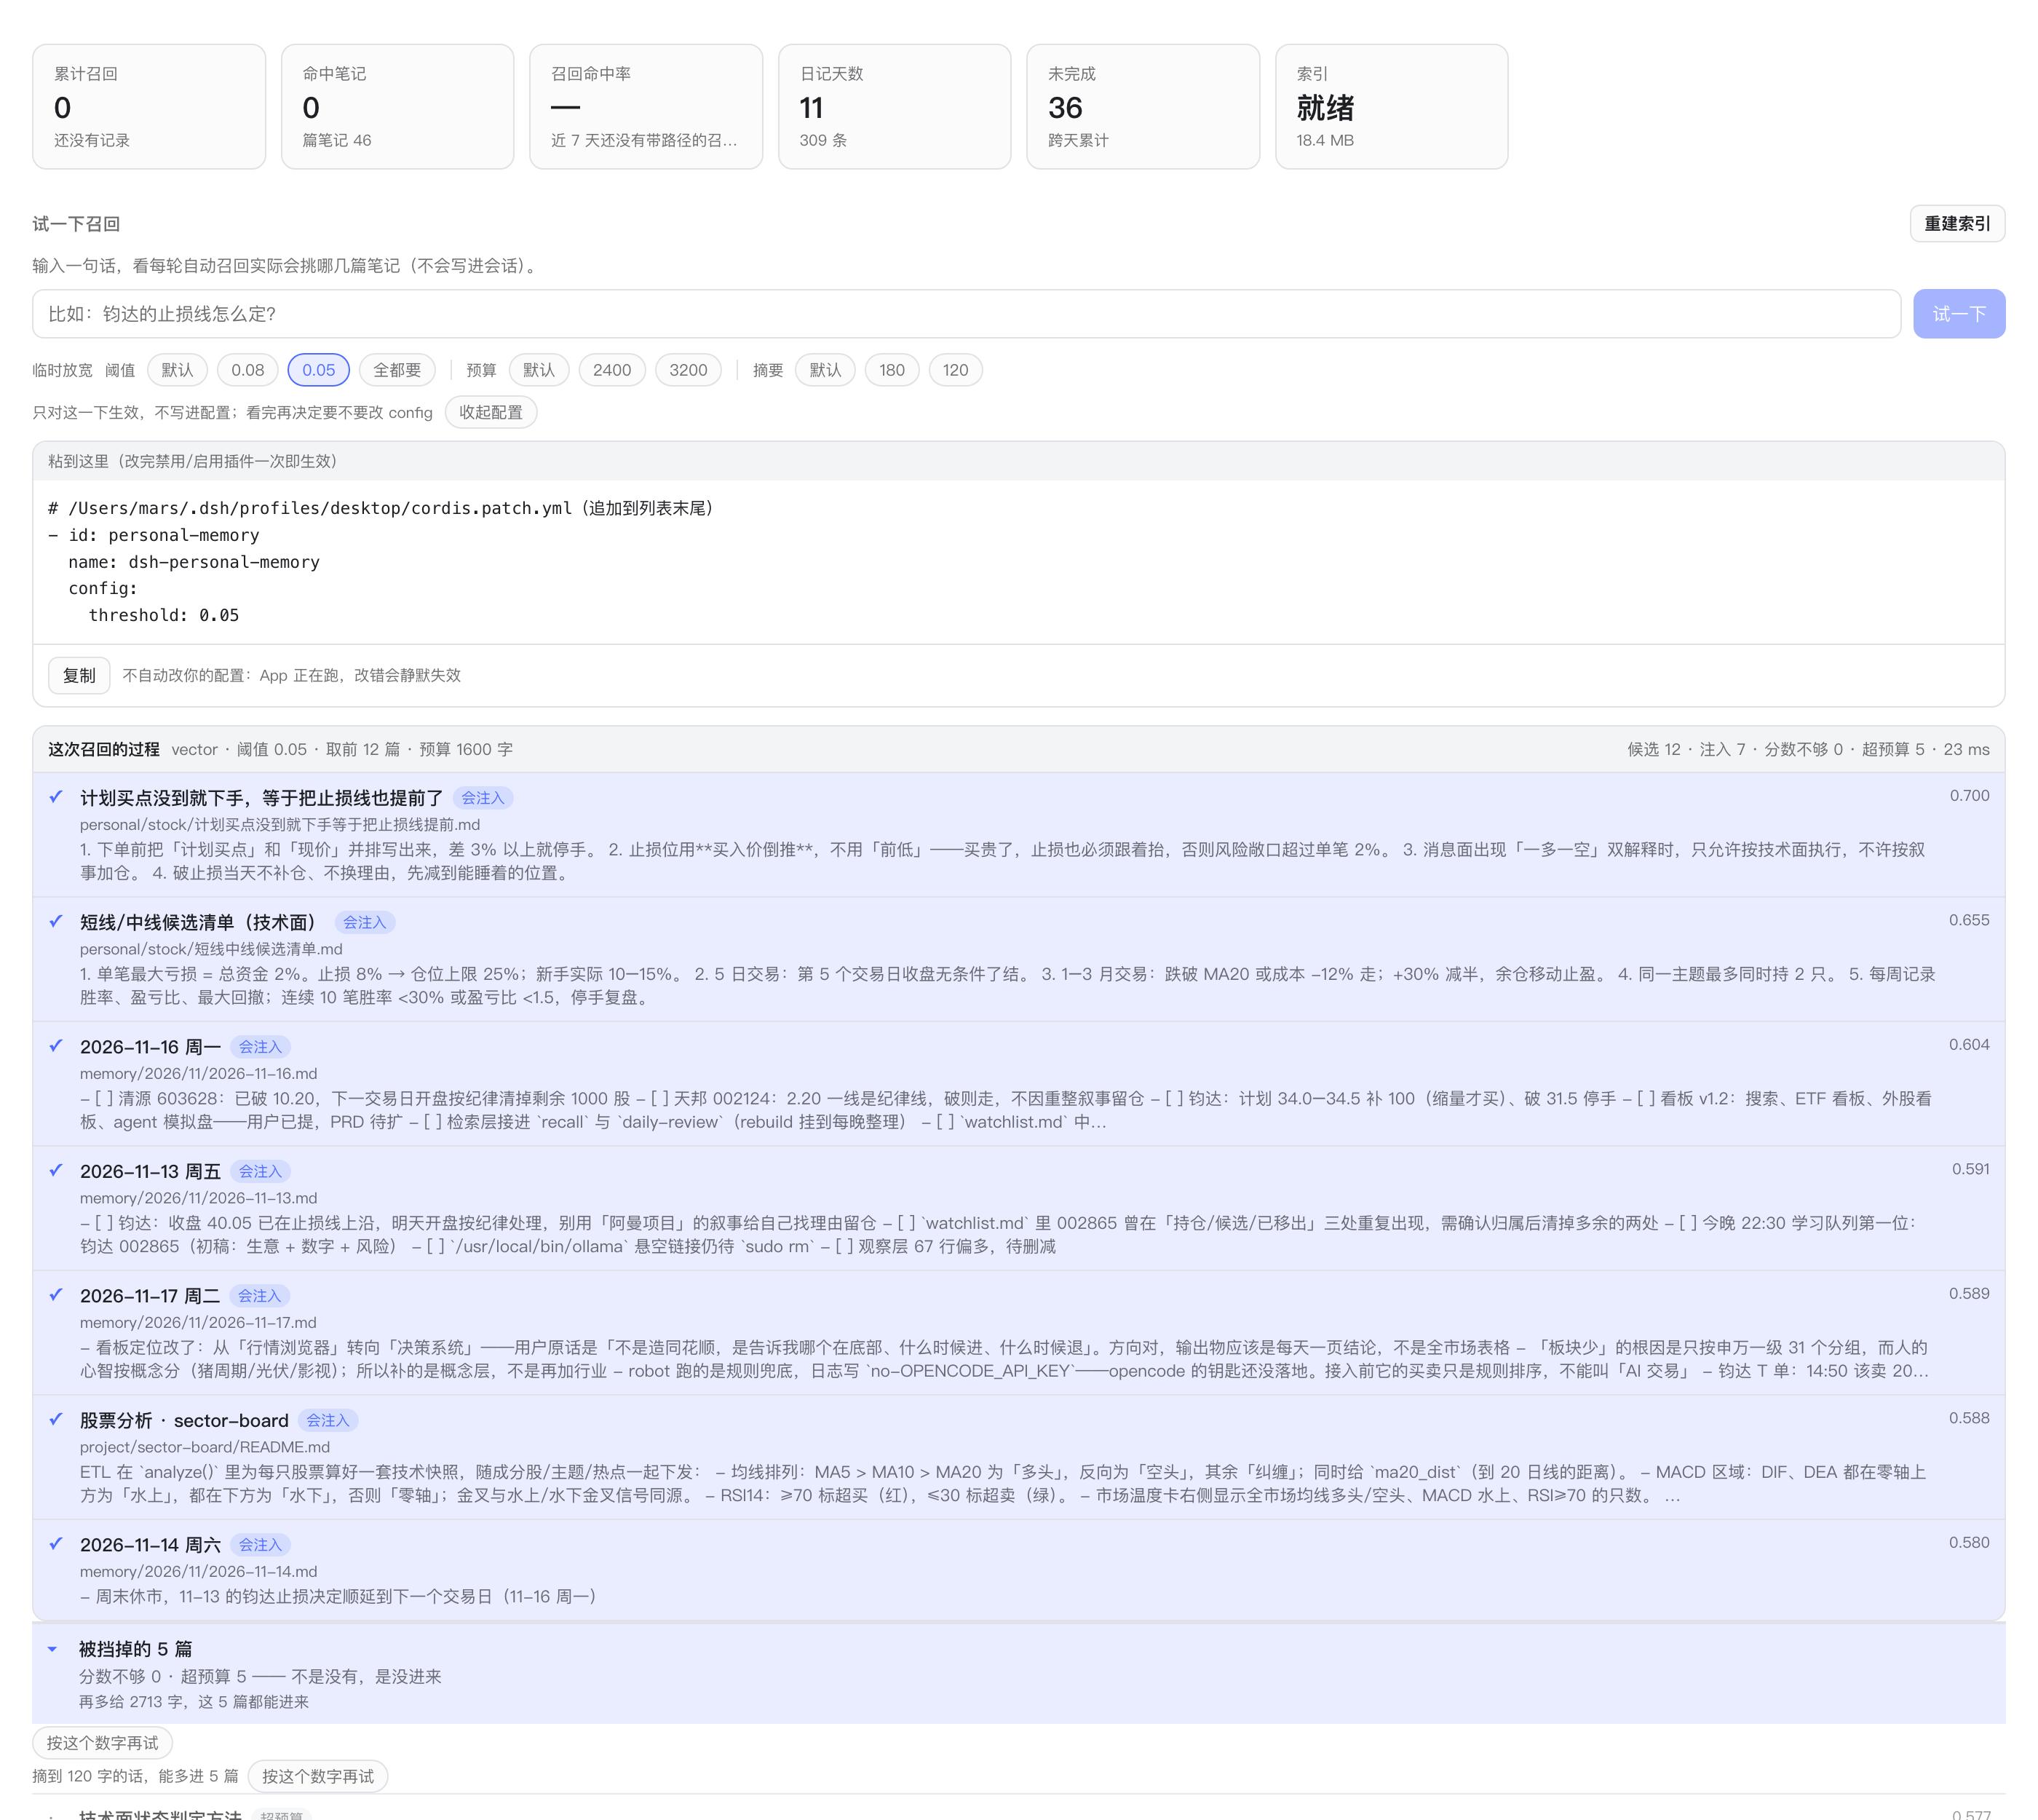 累计召回
0
还没有记录
命中笔记
0
篇笔记 46
召回命中率
—
近 7 天还没有带路径的召…
日记天数
11
309 条
未完成
36
跨天累计
索引
就绪
18.4 MB
试一下召回
重建索引
输入一句话，看每轮自动召回实际会挑哪几篇笔记（不会写进会话）。
比如：钧达的止损线怎么定?
试一下
临时放宽 阈值 默认 0.08 0.05 全都要 预算 默认 2400 3200 摘要 默认 180 120
只对这一下生效，不写进配置；看完再决定要不要改 config 收起配置
粘到这里（改完禁用/启用插件一次即生效）
# /Users/mars/.dsh/profiles/desktop/cordis.patch.yml（追加到列表末尾）
- id: personal-memory
name: dsh-personal-memory
config:
threshold: 0.05
复制 不自动改你的配置：App 正在跑，改错会静默失效
这次召回的过程 vector · 阈值 0.05 · 取前 12 篇 · 预算 1600 字 候选 12 · 注入 7 · 分数不够 0 · 超预算 5 · 23 ms
计划买点没到就下手，等于把止损线也提前了 会注入 0.700
personal/stock/计划买点没到就下手等于把止损线提前.md
1. 下单前把「计划买点」和「现价」并排写出来，差 3% 以上就停手。 2. 止损位用**买入价倒推**，不用「前低」——买贵了，止损也必须跟着抬，否则风险敞口超过单笔 2%。 3. 消息面出现「一多一空」双解释时，只允许按技术面执行，不许按叙
事加仓。 4. 破止损当天不补仓、不换理由，先减到能睡着的位置。
短线/中线候选清单（技术面） 会注入 0.655
personal/stock/短线中线候选清单.md
1. 单笔最大亏损 = 总资金 2%。止损 8% → 仓位上限 25%；新手实际 10—15%。 2. 5 日交易：第 5 个交易日收盘无条件了结。 3. 1—3 月交易：跌破 MA20 或成本 -12% 走；+30% 减半，余仓移动止盈。 4. 同一主题最多同时持 2 只。 5. 每周记录
胜率、盈亏比、最大回撤；连续 10 笔胜率 <30% 或盈亏比 <1.5，停手复盘。
2026-11-16 周一 会注入 0.604
memory/2026/11/2026-11-16.md
- [ ] 清源 603628：已破 10.20，下一交易日开盘按纪律清掉剩余 1000 股 - [ ] 天邦 002124：2.20 一线是纪律线，破则走，不因重整叙事留仓 - [ ] 钧达：计划 34.0—34.5 补 100（缩量才买）、破 31.5 停手 - [ ] 看板 v1.2：搜索、ETF 看板、外股看
板、agent 模拟盘——用户已提，PRD 待扩 - [ ] 检索层接进 `recall` 与 `daily-review`（rebuild 挂到每晚整理） - [ ] `watchlist.md` 中…
2026-11-13 周五 会注入 0.591
memory/2026/11/2026-11-13.md
- [ ] 钧达：收盘 40.05 已在止损线上沿，明天开盘按纪律处理，别用「阿曼项目」的叙事给自己找理由留仓 - [ ] `watchlist.md` 里 002865 曾在「持仓/候选/已移出」三处重复出现，需确认归属后清掉多余的两处 - [ ] 今晚 22:30 学习队列第一位：
钧达 002865（初稿：生意 + 数字 + 风险） - [ ] `/usr/local/bin/ollama` 悬空链接仍待 `sudo rm` - [ ] 观察层 67 行偏多，待删减
2026-11-17 周二 会注入 0.589
memory/2026/11/2026-11-17.md
- 看板定位改了：从「行情浏览器」转向「决策系统」——用户原话是「不是造同花顺，是告诉我哪个在底部、什么时候进、什么时候退」。方向对，输出物应该是每天一页结论，不是全市场表格 - 「板块少」的根因是只按申万一级 31 个分组，而人的
心智按概念分（猪周期/光伏/影视）；所以补的是概念层，不是再加行业 - robot 跑的是规则兜底，日志写 `no-OPENCODE_API_KEY`——opencode 的钥匙还没落地。接入前它的买卖只是规则排序，不能叫「AI 交易」 - 钧达 T 单：14:50 该卖 20…
股票分析 · sector-board 会注入 0.588
project/sector-board/README.md
ETL 在 `analyze()` 里为每只股票算好一套技术快照，随成分股/主题/热点一起下发： - 均线排列：MA5 > MA10 > MA20 为「多头」，反向为「空头」，其余「纠缠」；同时给 `ma20_dist`（到 20 日线的距离）。 - MACD 区域：DIF、DEA 都在零轴上
方为「水上」，都在下方为「水下」，否则「零轴」；金叉与水上/水下金叉信号同源。 - RSI14：≥70 标超买（红），≤30 标超卖（绿）。 - 市场温度卡右侧显示全市场均线多头/空头、MACD 水上、RSI≥70 的只数。 …
2026-11-14 周六 会注入 0.580
memory/2026/11/2026-11-14.md
- 周末休市，11-13 的钧达止损决定顺延到下一个交易日（11-16 周一）
被挡掉的 5 篇
分数不够 0 · 超预算 5 —— 不是没有，是没进来
再多给 2713 字，这 5 篇都能进来
按这个数字再试
摘到 120 字的话，能多进 5 篇 按这个数字再试
技术面状态判定方法 超预算 0.577